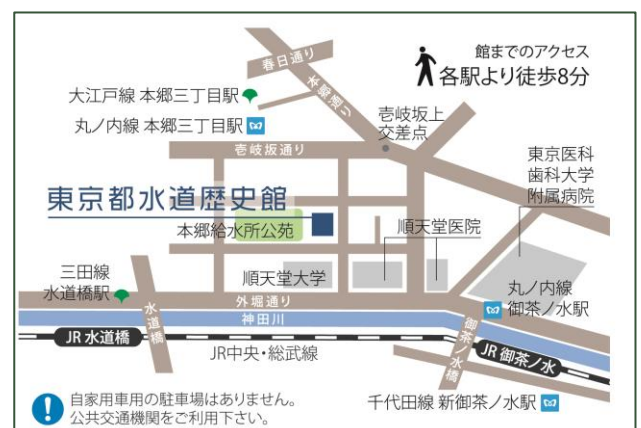 春日通り
館までのアクセス
各駅より徒歩8分
本郷通り
大江戸線 本郷三丁目駅
丸ノ内線 本郷三丁目駅
壱岐坂上
交差点
壱岐坂通り
東京医科
歯科大学
附属病院
東京都水道歴史館
本郷給水所公苑
順天堂医院
三田線
水道橋駅
順天堂大学
丸ノ内線
御茶ノ水駅
外堀通り
神田川
水道橋
御茶ノ水橋
JR 水道橋
JR中央・総武線
JR 御茶ノ水
自家用車用の駐車場はありません。
公共交通機関をご利用下さい。
千代田線 新御茶ノ水駅